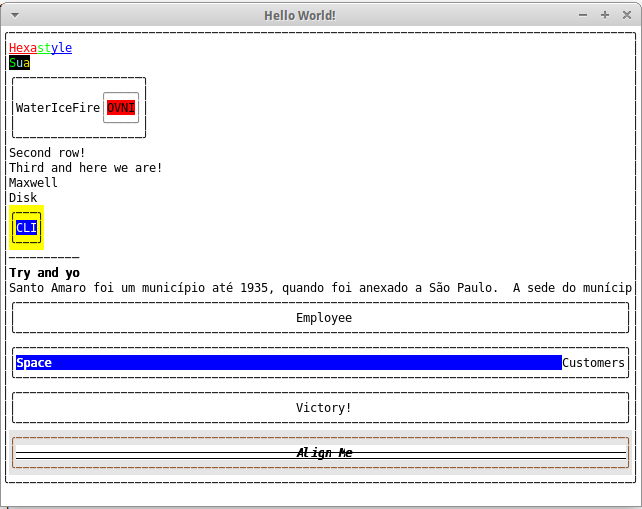 Hello World!
Hexastyle
Sua
WaterIceFire OVNI
Second row!
Third and here we are!
Maxwell
Disk
CLI
Try and yo
Santo Amaro foi um município até 1935, quando foi anexado a São Paulo.  A sede do municíp
Employee
Space Customers
Victory!
Align Me